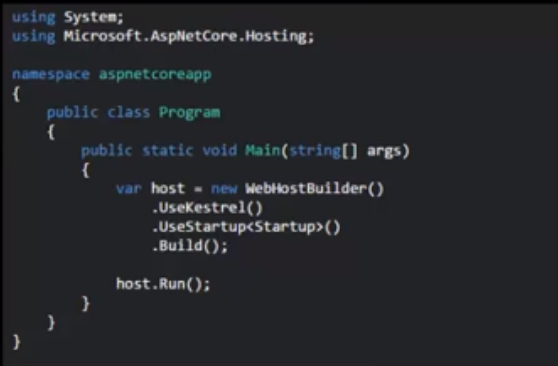 using System;
using Microsoft.AspNetCore.Hosting;
namespace aspnetcoreapp
{
public class Program
{
public static void Main(string[] args)
{
var host = new WebHostBuilder()
.UseKestrel()
.UseStartup<Startup>()
.Build();
host.Run();
}
}
}